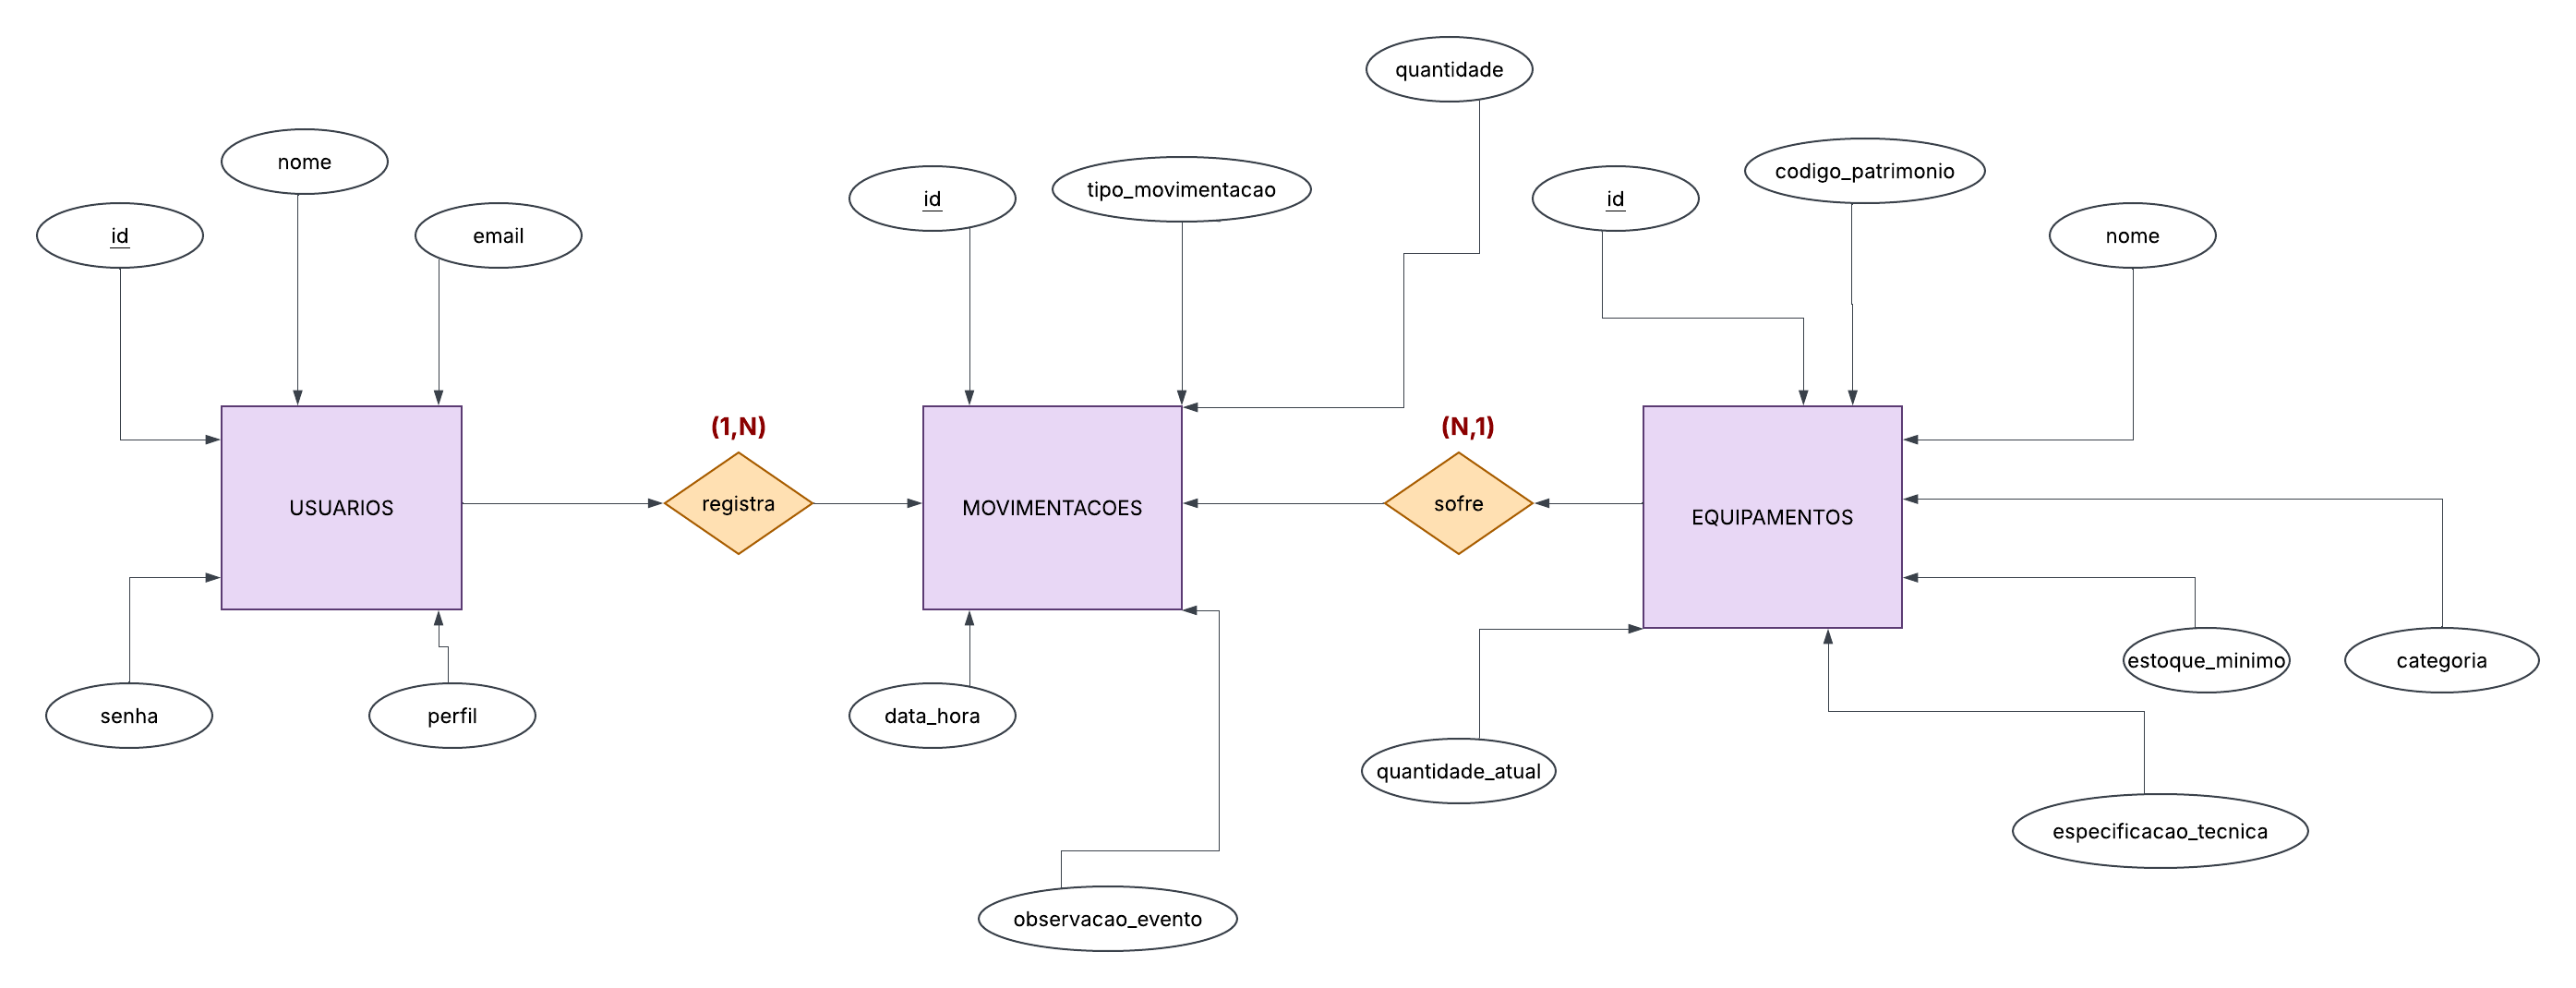 quantidade
nome
tipo_movimentacao
codigo_patrimonio
id
id
id
email
nome
(1,N)
(N,1)
USUARIOS
registra
MOVIMENTACOES
sofre
EQUIPAMENTOS
estoque_minimo
categoria
senha
perfil
data_hora
quantidade_atual
especificacao_tecnica
observacao_evento